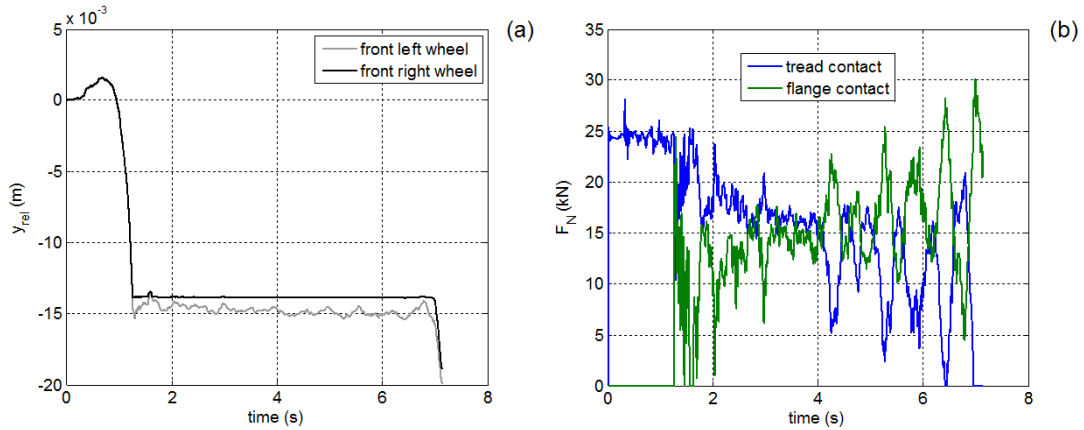 x 10⁻³
(a)
5
0
-5
-10
-15
-20
y_rel (m)
front left wheel
front right wheel
0
2
4
6
8
time (s)
(b)
35
30
25
20
15
10
5
0
F_N (kN)
tread contact
flange contact
0
2
4
6
8
time (s)